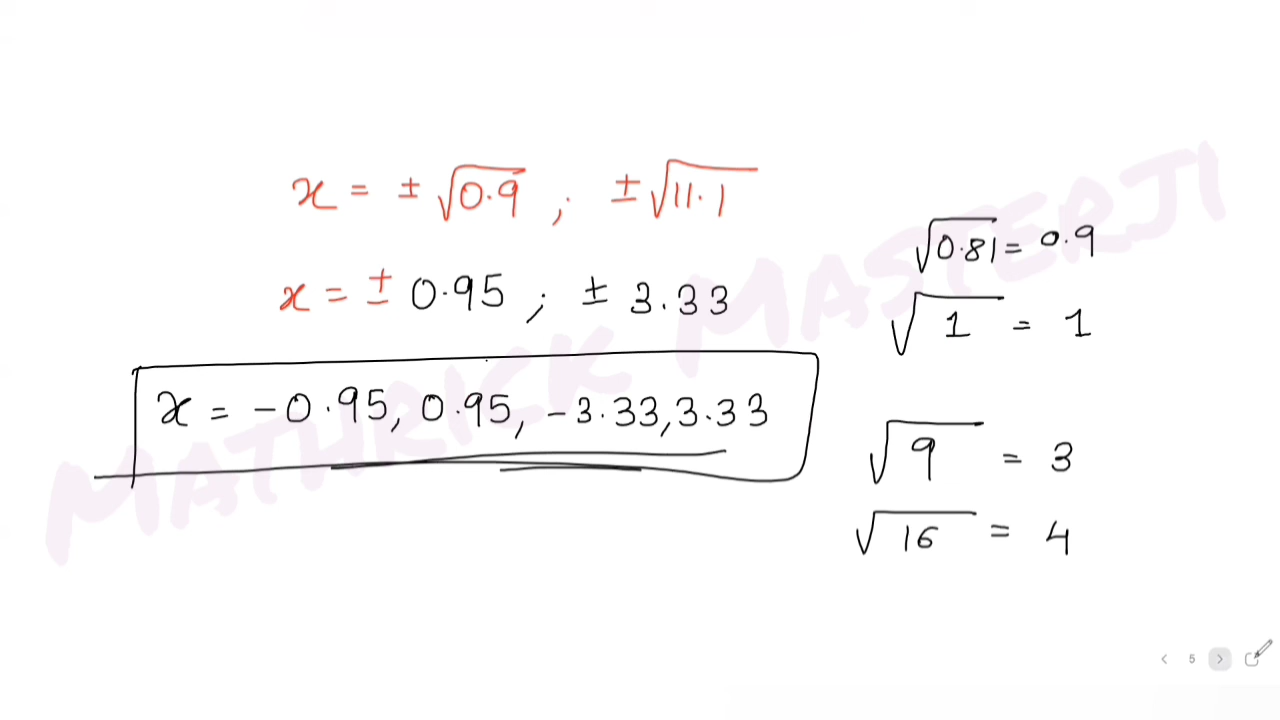 x = ± √0.9 ; ± √11.1
x = ± 0.95 ; ± 3.33
x = -0.95, 0.95, -3.33, 3.33
√0.81 = 0.9
√1 = 1
√9 = 3
√16 = 4
MATHRICK MASTERJI
5